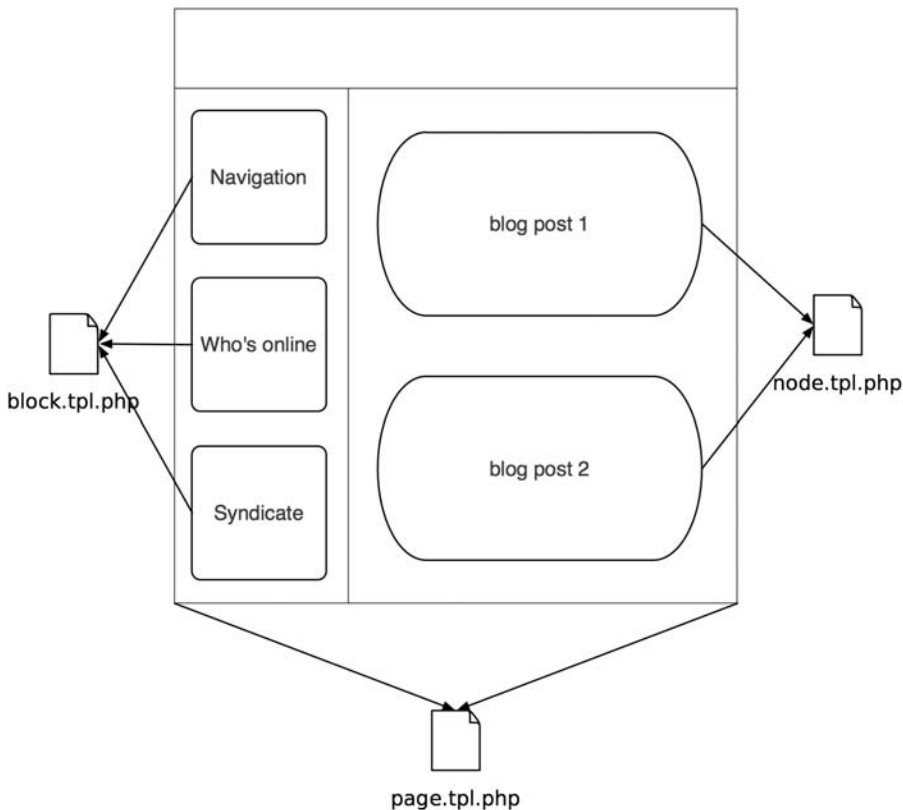 Navigation
blog post 1
Who's online
block.tpl.php
node.tpl.php
Syndicate
blog post 2
page.tpl.php